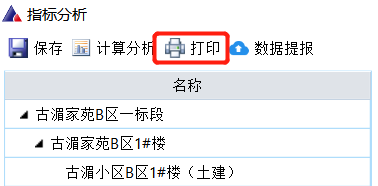 指标分析
保存 计算分析 打印 数据提报
名称
古湄家苑B区一标段
古湄家苑B区1#楼
古湄小区B区1#楼（土建）